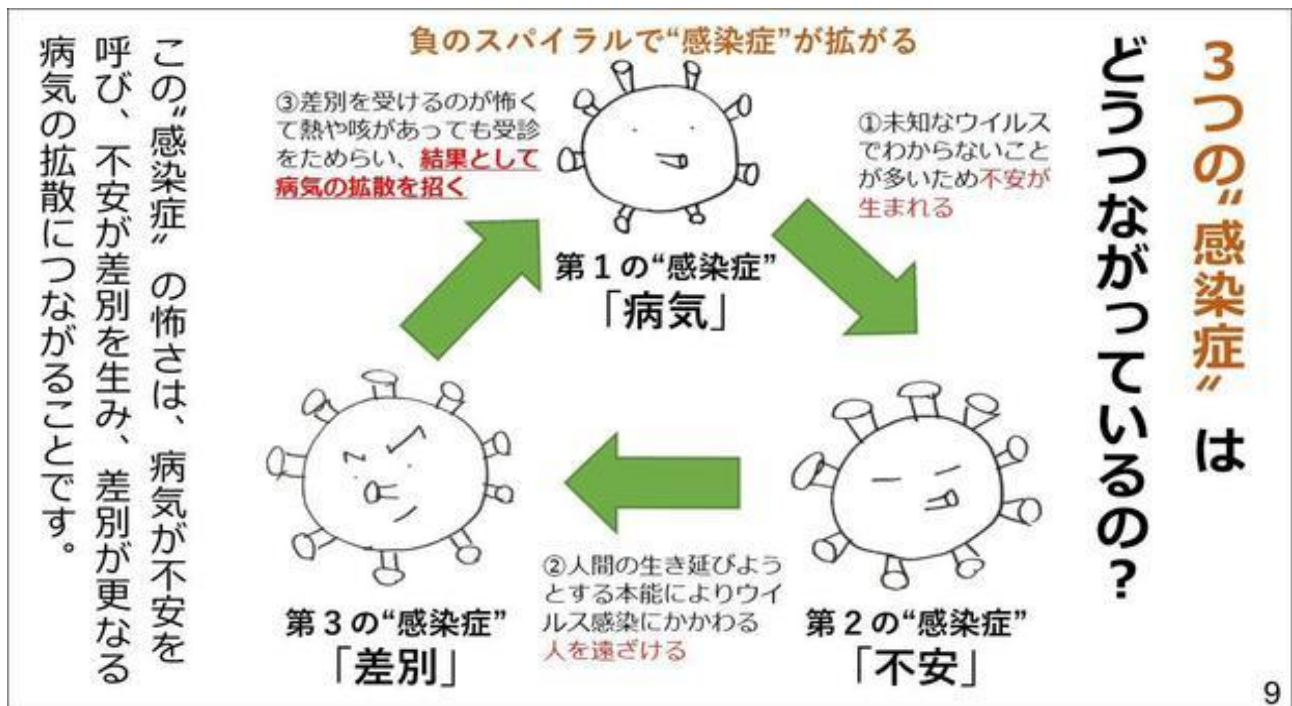 3つの〝感染症〟は
どうつながっているの?
負のスパイラルで“感染症”が拡がる
第1の“感染症”
「病気」
①未知なウイルス
でわからないこと
が多いため不安が
生まれる
第2の“感染症”
「不安」
②人間の生き延びよう
とする本能によりウイ
ルス感染にかかわる
人を遠ざける
第3の“感染症”
「差別」
③差別を受けるのが怖く
て熱や咳があっても受診
をためらい、結果として
病気の拡散を招く
この〝感染症〟の怖さは、病気が不安を
呼び、不安が差別を生み、差別が更なる
病気の拡散につながることです。
9